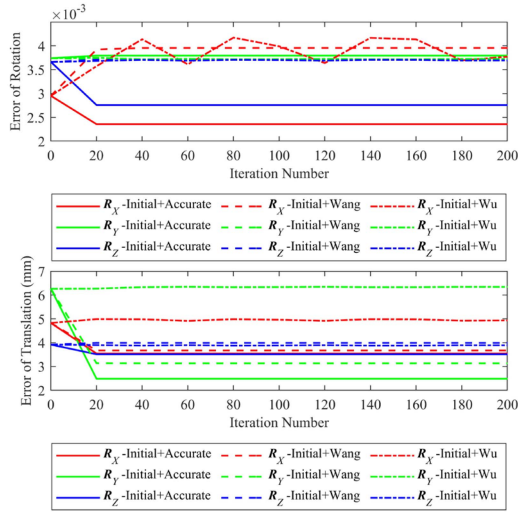 ×10⁻³
4
3.5
3
2.5
2
Error of Rotation
0 20 40 60 80 100 120 140 160 180 200
Iteration Number
R_X-Initial+Accurate R_X-Initial+Wang R_X-Initial+Wu
R_Y-Initial+Accurate R_Y-Initial+Wang R_Y-Initial+Wu
R_Z-Initial+Accurate R_Z-Initial+Wang R_Z-Initial+Wu
7
6
5
4
3
2
Error of Translation (mm)
0 20 40 60 80 100 120 140 160 180 200
Iteration Number
R_X-Initial+Accurate R_X-Initial+Wang R_X-Initial+Wu
R_Y-Initial+Accurate R_Y-Initial+Wang R_Y-Initial+Wu
R_Z-Initial+Accurate R_Z-Initial+Wang R_Z-Initial+Wu